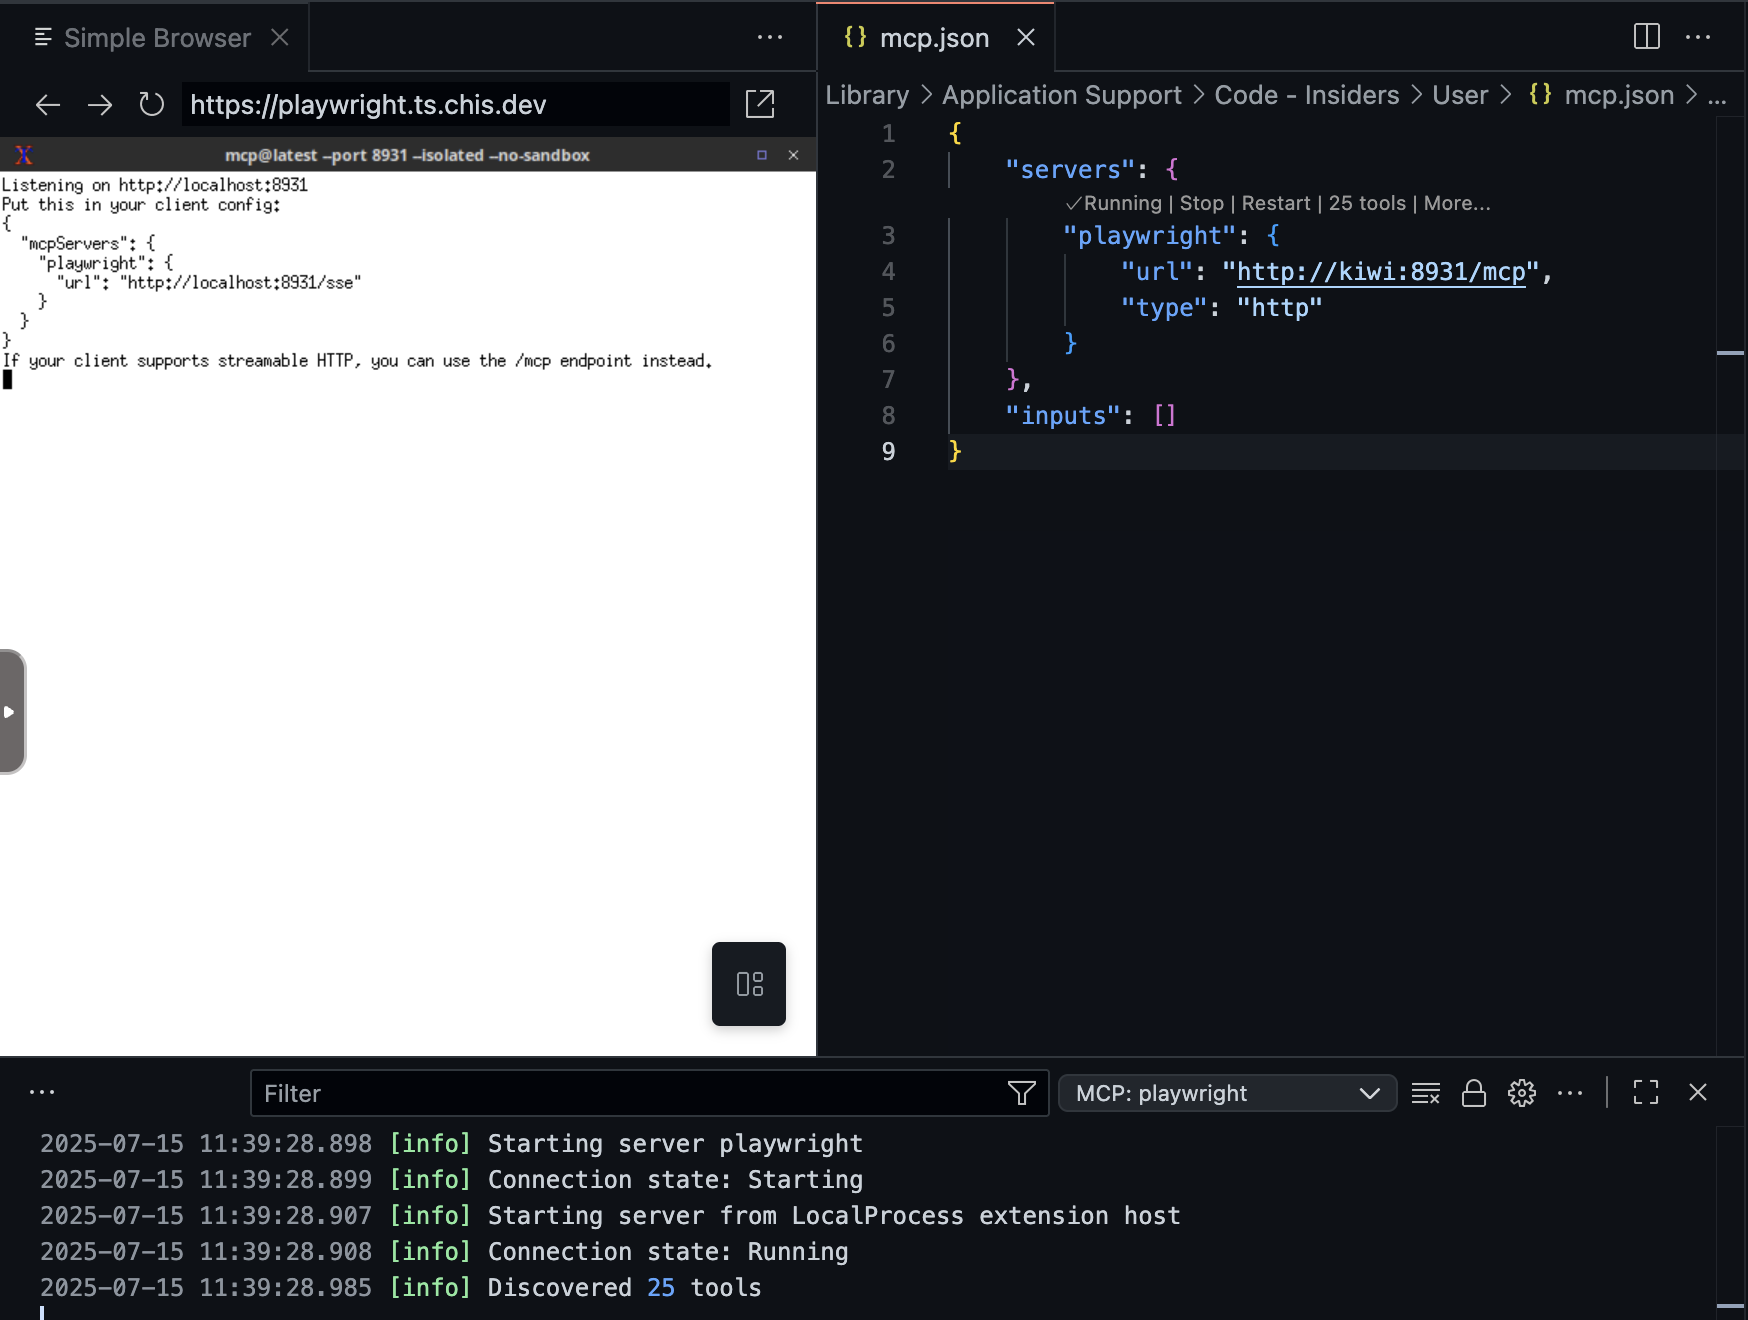 Simple Browser
https://playwright.ts.chis.dev
mcp@latest --port 8931 --isolated --no-sandbox
Listening on http://localhost:8931
Put this in your client config:
{
  "mcpServers": {
    "playwright": {
      "url": "http://localhost:8931/sse"
    }
  }
}
If your client supports streamable HTTP, you can use the /mcp endpoint instead.
{} mcp.json
Library > Application Support > Code - Insiders > User > {} mcp.json > ...
1 {
2     "servers": {
✓Running | Stop | Restart | 25 tools | More...
3         "playwright": {
4             "url": "http://kiwi:8931/mcp",
5             "type": "http"
6         }
7     },
8     "inputs": []
9 }
Filter
MCP: playwright
2025-07-15 11:39:28.898 [info] Starting server playwright
2025-07-15 11:39:28.899 [info] Connection state: Starting
2025-07-15 11:39:28.907 [info] Starting server from LocalProcess extension host
2025-07-15 11:39:28.908 [info] Connection state: Running
2025-07-15 11:39:28.985 [info] Discovered 25 tools